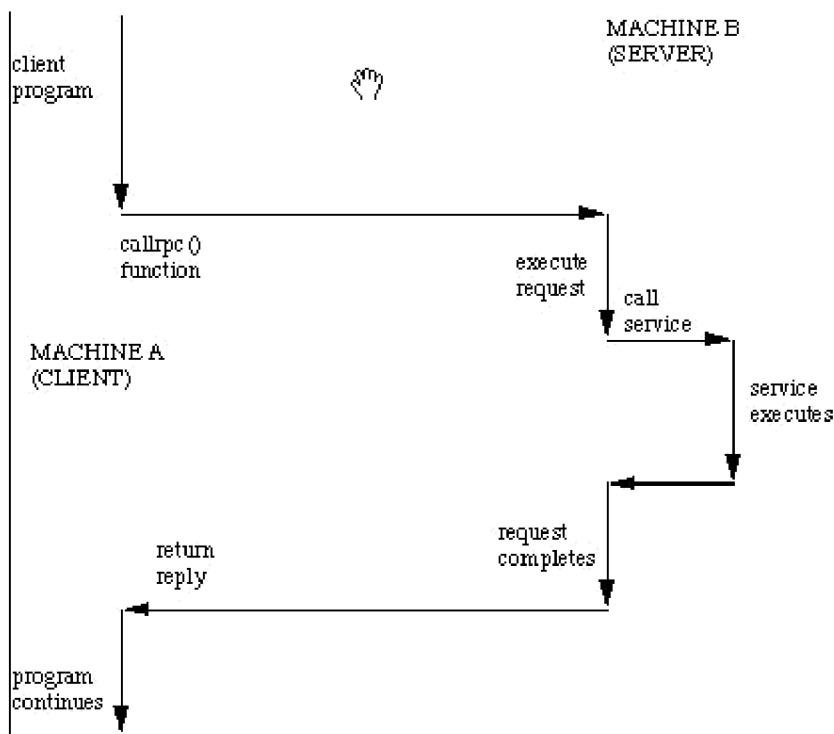 MACHINE B
(SERVER)
client
program
callrpc()
function
execute
request
call
service
MACHINE A
(CLIENT)
service
executes
request
completes
return
reply
program
continues